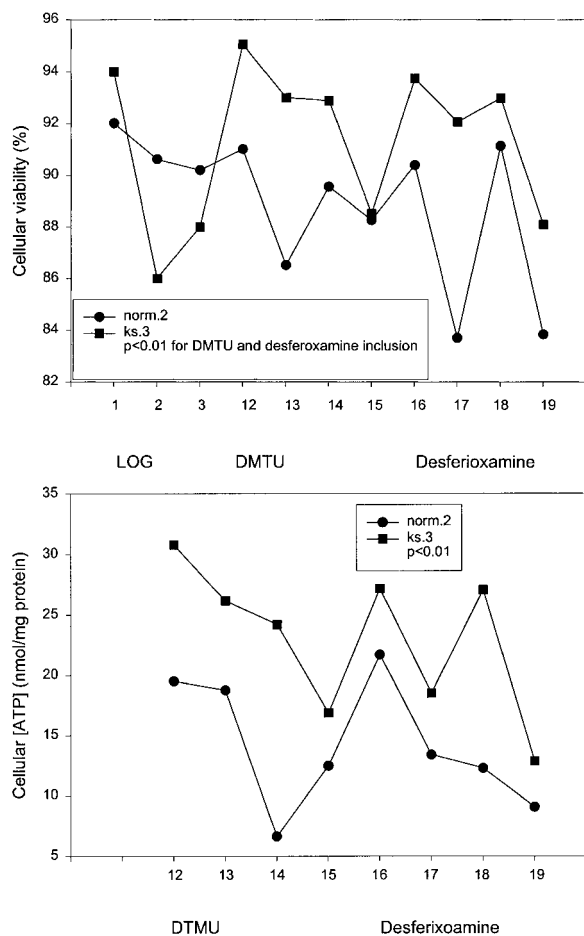 96
94
92
90
88
86
84
82
Cellular viability (%)
norm.2
ks.3
p<0.01 for DMTU and desferoxamine inclusion
1 2 3 12 13 14 15 16 17 18 19
LOG DMTU Desferioxamine
35
30
25
20
15
10
5
Cellular [ATP] (nmol/mg protein)
norm.2
ks.3
p<0.01
12 13 14 15 16 17 18 19
DTMU Desferixoamine